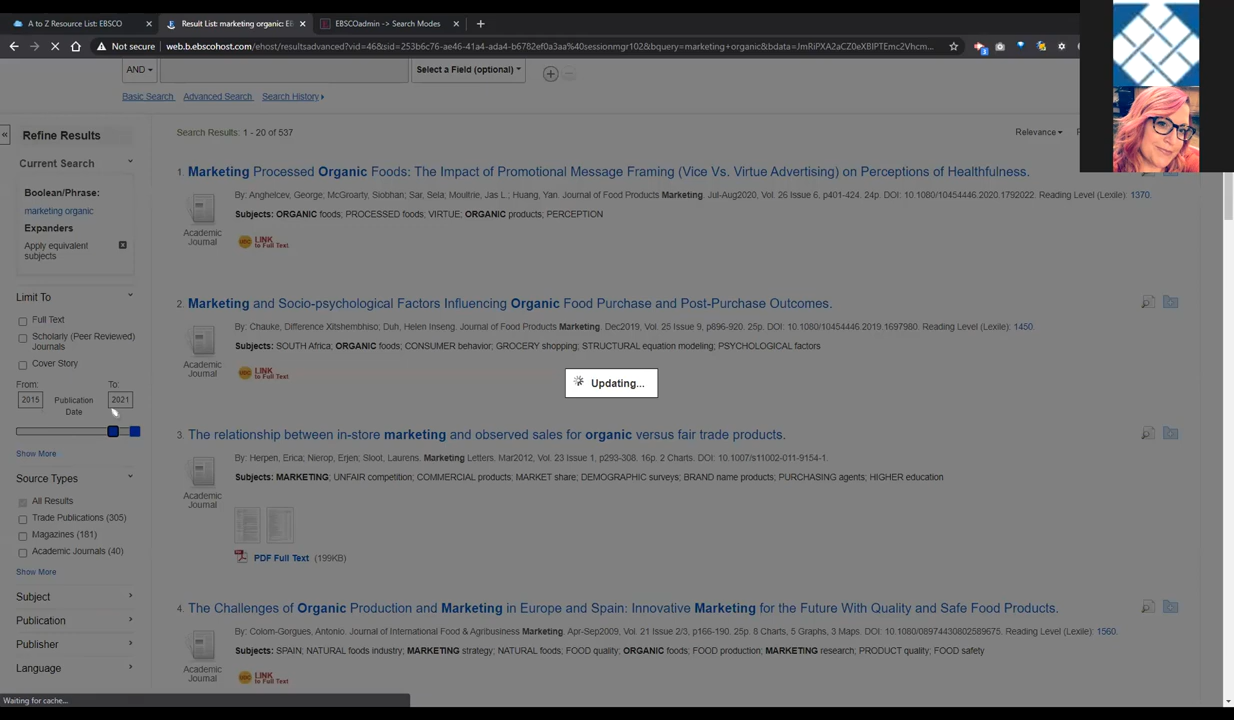 A to Z Resource List: EBSCO
Result List: marketing organic: EB
EBSCOadmin -> Search Modes
Not secure
web.b.ebscohost.com/ehost/resultsadvanced?vid=46&sid=253b6c76-ae46-41a4-ada4-b6782ef0a3aa%40sessionmgr102&bquery=marketing+organic&bdata=JmRiPXA2aCZ0eXBIPTEmc2Vhcm...
AND
Select a Field (optional)
Basic Search
Advanced Search
Search History
Refine Results
Search Results: 1 - 20 of 537
Relevance
Current Search
Boolean/Phrase:
marketing organic
Expanders
Apply equivalent
subjects
Limit To
Full Text
Scholarly (Peer Reviewed)
Journals
Cover Story
From:
To:
2015
Publication
Date
2021
Show More
Source Types
All Results
Trade Publications (305)
Magazines (181)
Academic Journals (40)
Show More
Subject
Publication
Publisher
Language
1. Marketing Processed Organic Foods: The Impact of Promotional Message Framing (Vice Vs. Virtue Advertising) on Perceptions of Healthfulness.
By: Anghelcev, George, McGroarty, Siobhan; Sar, Sela; Moultrie, Jas L.; Huang, Yan. Journal of Food Products Marketing. Jul-Aug2020, Vol. 26 Issue 6, p401-424. 24p. DOI: 10.1080/10454446.2020.1792022. Reading Level (Lexile): 1370.
Subjects: ORGANIC foods; PROCESSED foods; VIRTUE; ORGANIC products; PERCEPTION
Academic
Journal
LINK
to Full Text
2. Marketing and Socio-psychological Factors Influencing Organic Food Purchase and Post-Purchase Outcomes.
By: Chauke, Difference Xitshembhiso; Duh, Helen Inseng. Journal of Food Products Marketing. Dec2019, Vol. 25 Issue 9, p896-920. 25p. DOI: 10.1080/10454446.2019.1697980. Reading Level (Lexile): 1450.
Subjects: SOUTH Africa; ORGANIC foods; CONSUMER behavior; GROCERY shopping; STRUCTURAL equation modeling; PSYCHOLOGICAL factors
Academic
Journal
LINK
to Full Text
Updating...
3. The relationship between in-store marketing and observed sales for organic versus fair trade products.
By: Herpen, Erica; Nierop, Erjen; Sloot, Laurens. Marketing Letters. Mar2012, Vol. 23 Issue 1, p293-308. 16p. 2 Charts. DOI: 10.1007/s11002-011-9154-1.
Subjects: MARKETING; UNFAIR competition; COMMERCIAL products; MARKET share; DEMOGRAPHIC surveys; BRAND name products; PURCHASING agents; HIGHER education
Academic
Journal
PDF Full Text (199KB)
4. The Challenges of Organic Production and Marketing in Europe and Spain: Innovative Marketing for the Future With Quality and Safe Food Products.
By: Colom-Gorgues, Antonio. Journal of International Food & Agribusiness Marketing. Apr-Sep2009, Vol. 21 Issue 2/3, p166-190. 25p. 8 Charts, 5 Graphs, 3 Maps. DOI: 10.1080/08974430802589675. Reading Level (Lexile): 1560.
Subjects: SPAIN; NATURAL foods industry; MARKETING strategy; NATURAL foods; FOOD quality; ORGANIC foods; FOOD production; MARKETING research; PRODUCT quality; FOOD safety
Academic
Journal
LINK
to Full Text
Waiting for cache...